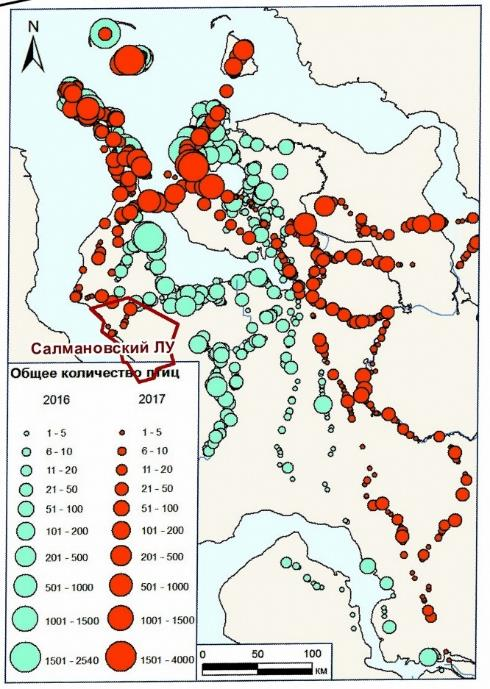 N
Салмановский ЛУ
Общее количество птиц
2016 2017
1 - 5 1 - 5
6 - 10 6 - 10
11 - 20 11 - 20
21 - 50 21 - 50
51 - 100 51 - 100
101 - 200 101 - 200
201 - 500 201 - 500
501 - 1000 501 - 1000
1001 - 1500 1001 - 1500
1501 - 2540 1501 - 4000
0 50 100
км